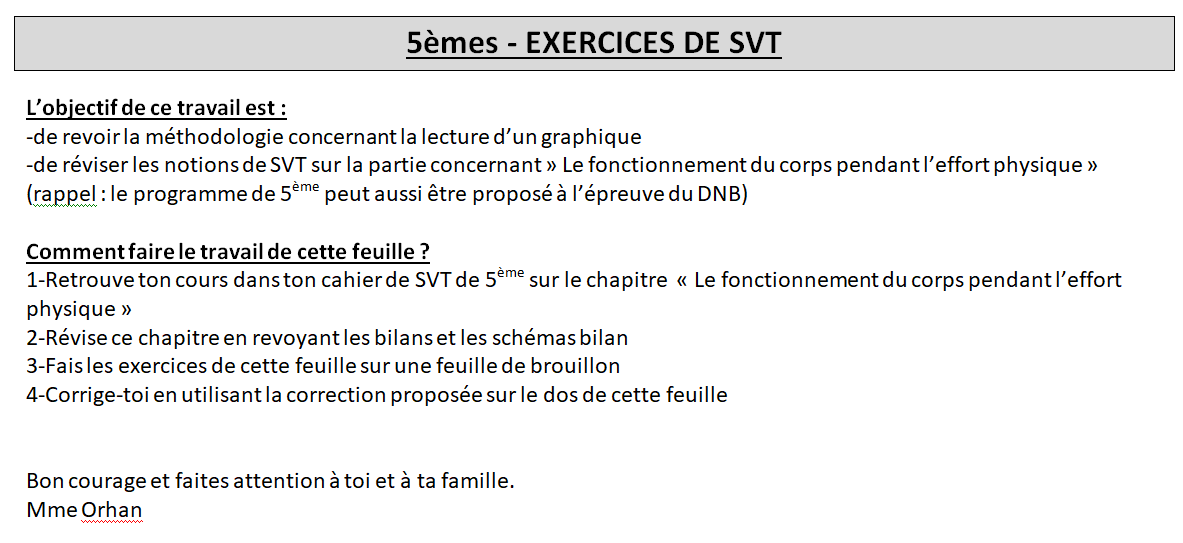 5èmes - EXERCICES DE SVT
L’objectif de ce travail est :
-de revoir la méthodologie concernant la lecture d’un graphique
-de réviser les notions de SVT sur la partie concernant » Le fonctionnement du corps pendant l’effort physique »
(rappel : le programme de 5ème peut aussi être proposé à l’épreuve du DNB)
Comment faire le travail de cette feuille ?
1-Retrouve ton cours dans ton cahier de SVT de 5ème sur le chapitre « Le fonctionnement du corps pendant l’effort
physique »
2-Révise ce chapitre en revoyant les bilans et les schémas bilan
3-Fais les exercices de cette feuille sur une feuille de brouillon
4-Corrige-toi en utilisant la correction proposée sur le dos de cette feuille
Bon courage et faites attention à toi et à ta famille.
Mme Orhan